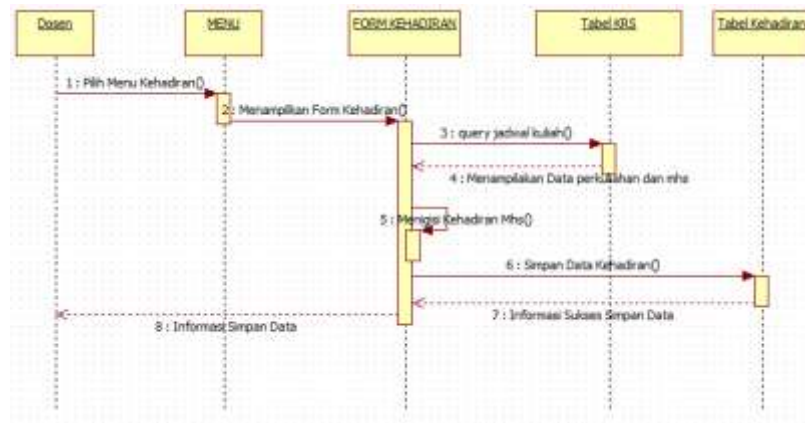 Dosen
MENU
FORM KEHADIRAN
Tabel KRS
Tabel Kehadiran
1 : Pilih Menu Kehadiran()
2 : Menampilkan Form Kehadiran()
3 : query jadwal kuliah()
4 : Menampilakan Data perkuliahan dan mhs
5 : Mengisi Kehadiran Mhs()
6 : Simpan Data Kehadiran()
7 : Informasi Sukses Simpan Data
8 : Informasi Simpan Data